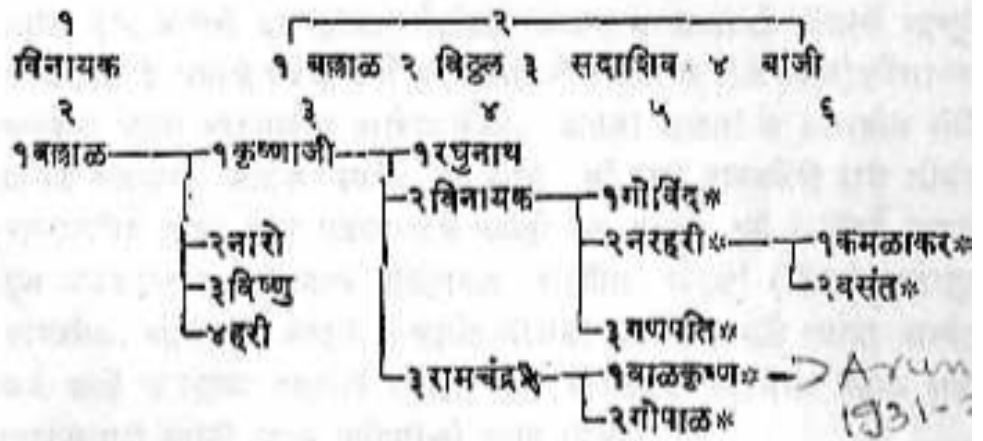 १ २
विनायक १ बल्लाळ २ विठ्ठल ३ सदाशिव ४ बांजी
२ ३ ४ ५ ६
१बल्लाळ १कृष्णाजी १रघुनाथ
२विनायक १गोविंद*
२नारो २नरहरी* १कमळाकर*
३विष्णु २वसंत*
४हरी ३गणपति*
३रामचंद्र* १बाळकृष्ण* Arun
२गोपाळ* 1931-